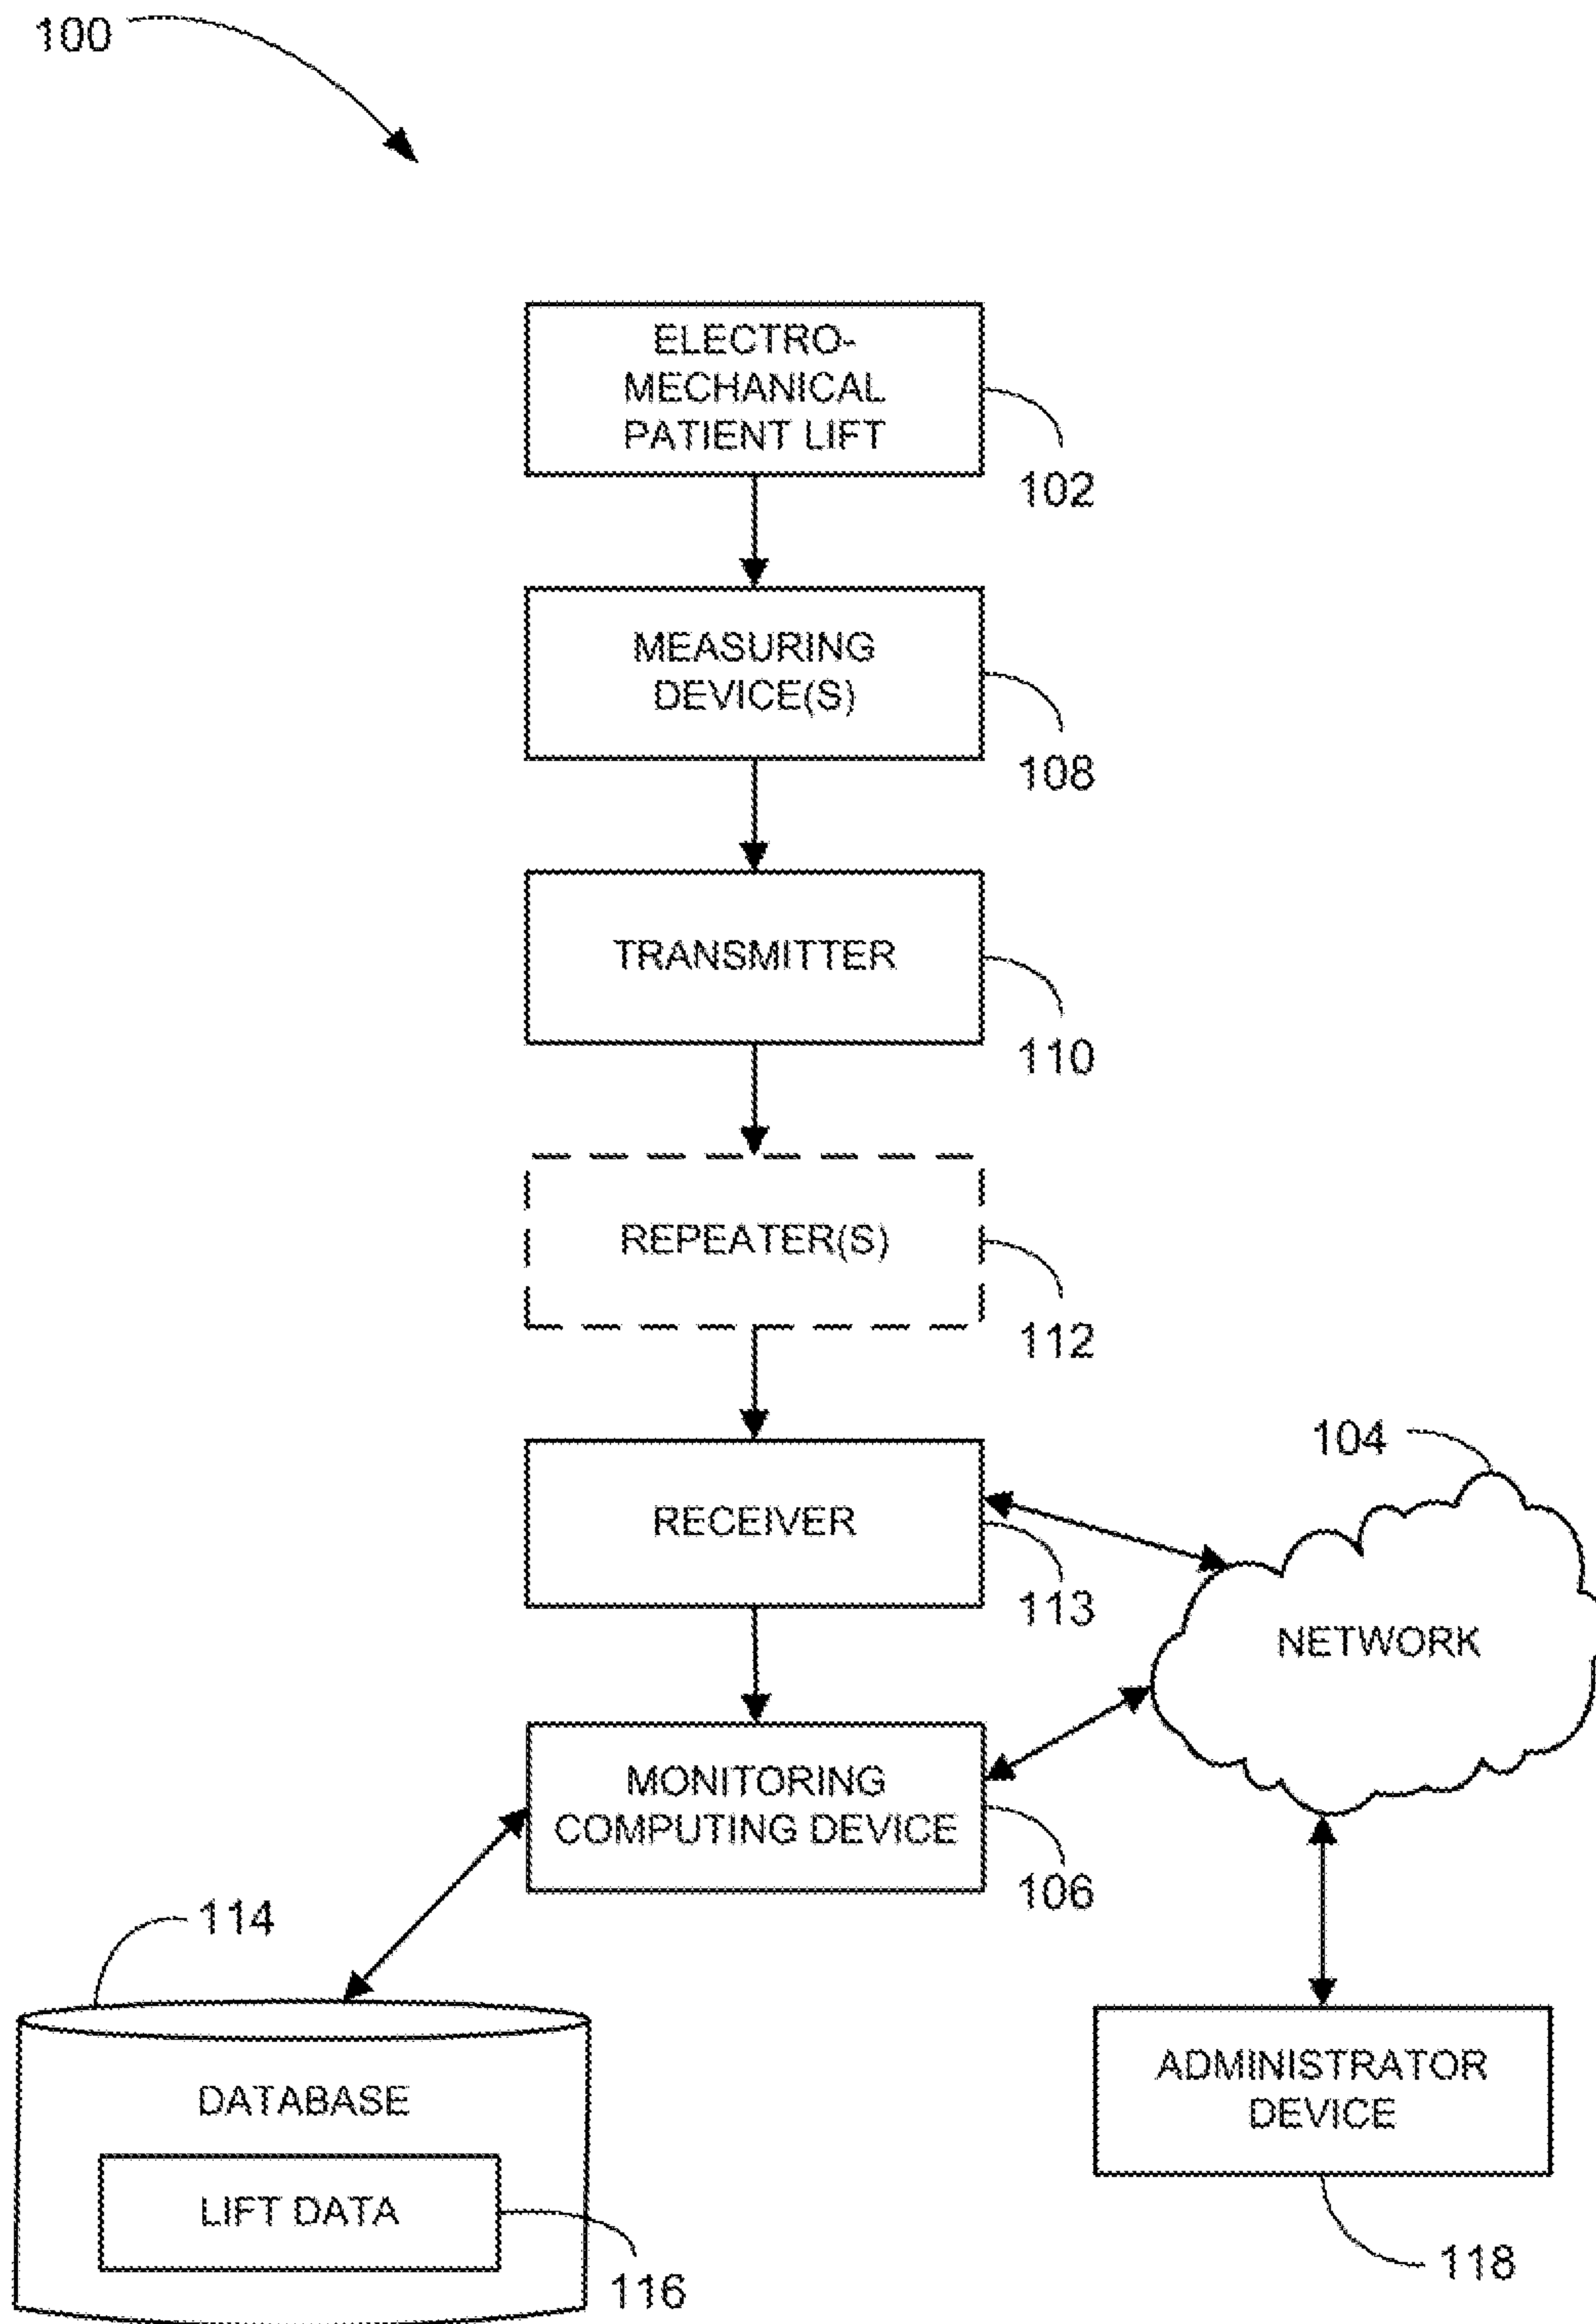 100
ELECTRO-
MECHANICAL
PATIENT LIFT
102
MEASURING
DEVICE(S)
108
TRANSMITTER
110
REPEATER(S)
112
RECEIVER
113
104
NETWORK
MONITORING
COMPUTING DEVICE
106
114
DATABASE
LIFT DATA
116
ADMINISTRATOR
DEVICE
118